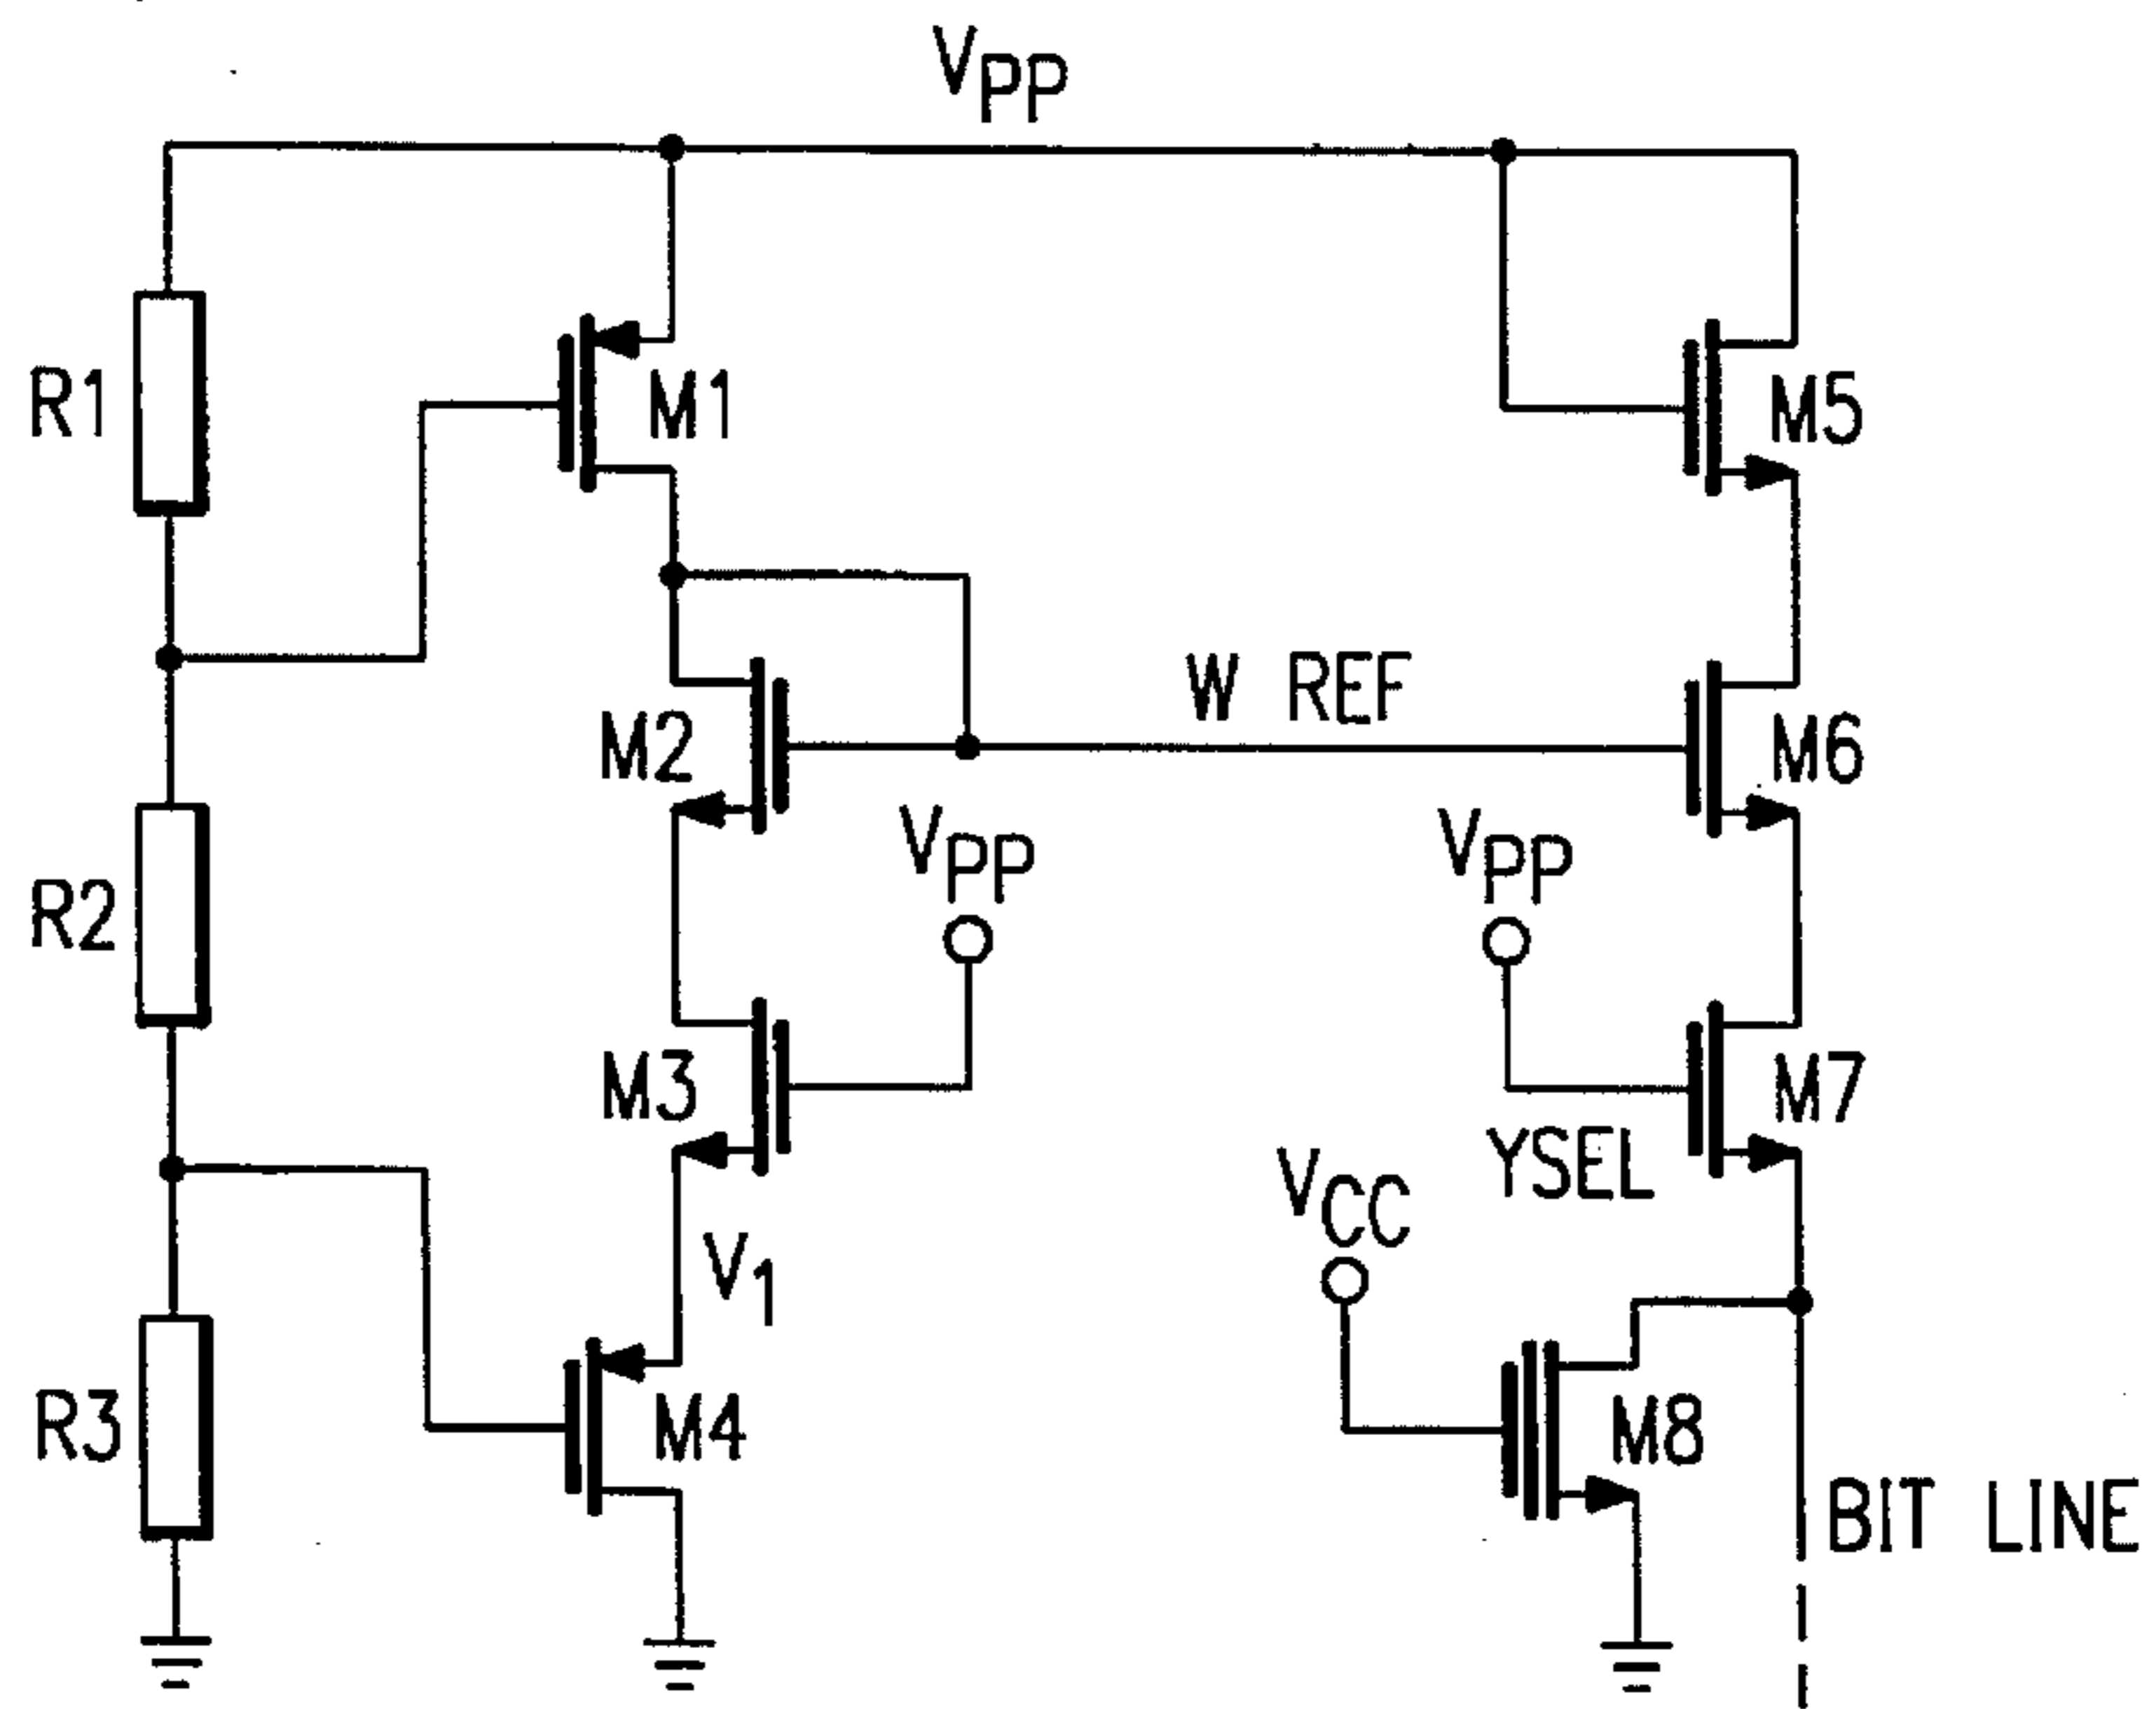 VPP
R1
M1
M5
M2
W REF
M6
VPP
VPP
R2
M3
M7
YSEL
VCC
V1
R3
M4
M8
BIT LINE